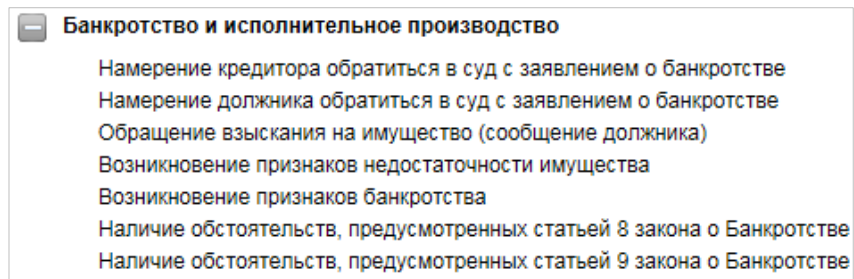 Банкротство и исполнительное производство
Намерение кредитора обратиться в суд с заявлением о банкротстве
Намерение должника обратиться в суд с заявлением о банкротстве
Обращение взыскания на имущество (сообщение должника)
Возникновение признаков недостаточности имущества
Возникновение признаков банкротства
Наличие обстоятельств, предусмотренных статьей 8 закона о Банкротстве
Наличие обстоятельств, предусмотренных статьей 9 закона о Банкротстве